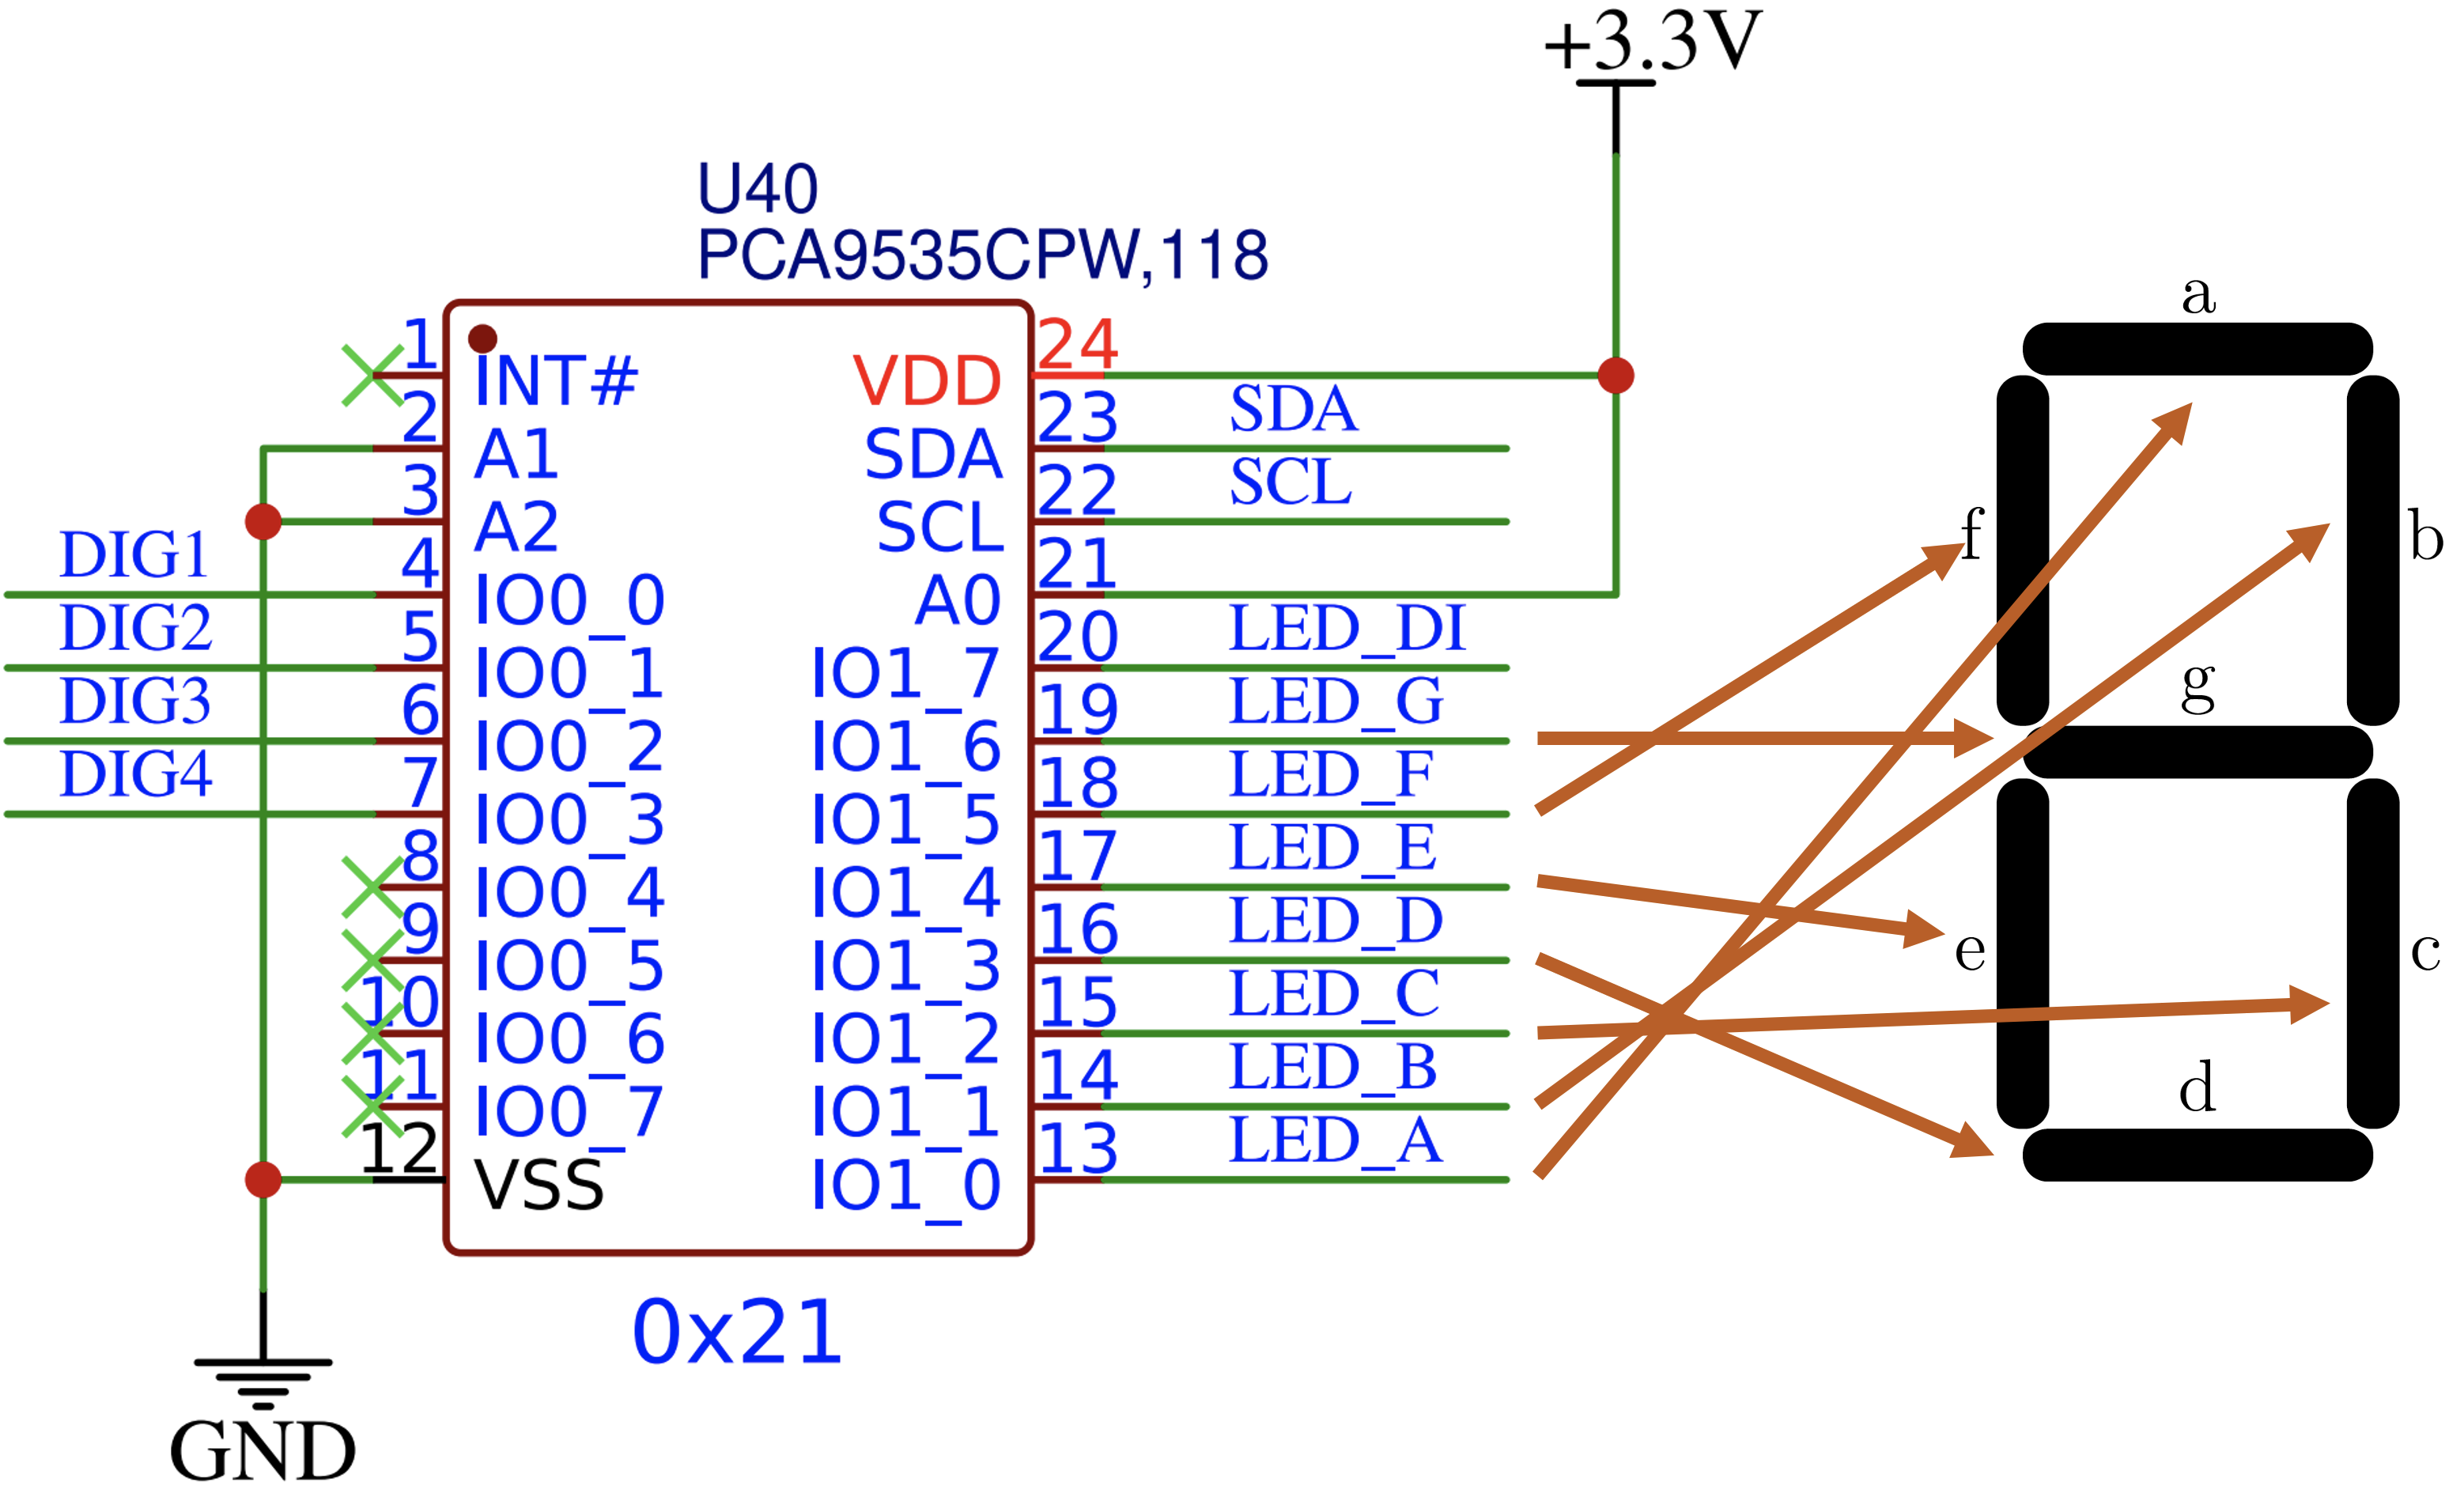 +3.3V
U40
PCA9535CPW,118
1
INT#
VDD
24
2
A1
SDA
23
SDA
3
A2
SCL
22
SCL
DIG1
4
IO0_0
A0
21
DIG2
5
IO0_1
IO1_7
20
LED_DI
DIG3
6
IO0_2
IO1_6
19
LED_G
DIG4
7
IO0_3
IO1_5
18
LED_F
8
IO0_4
IO1_4
17
LED_E
9
IO0_5
IO1_3
16
LED_D
10
IO0_6
IO1_2
15
LED_C
11
IO0_7
IO1_1
14
LED_B
12
VSS
IO1_0
13
LED_A
0x21
GND
a
f
b
g
e
c
d